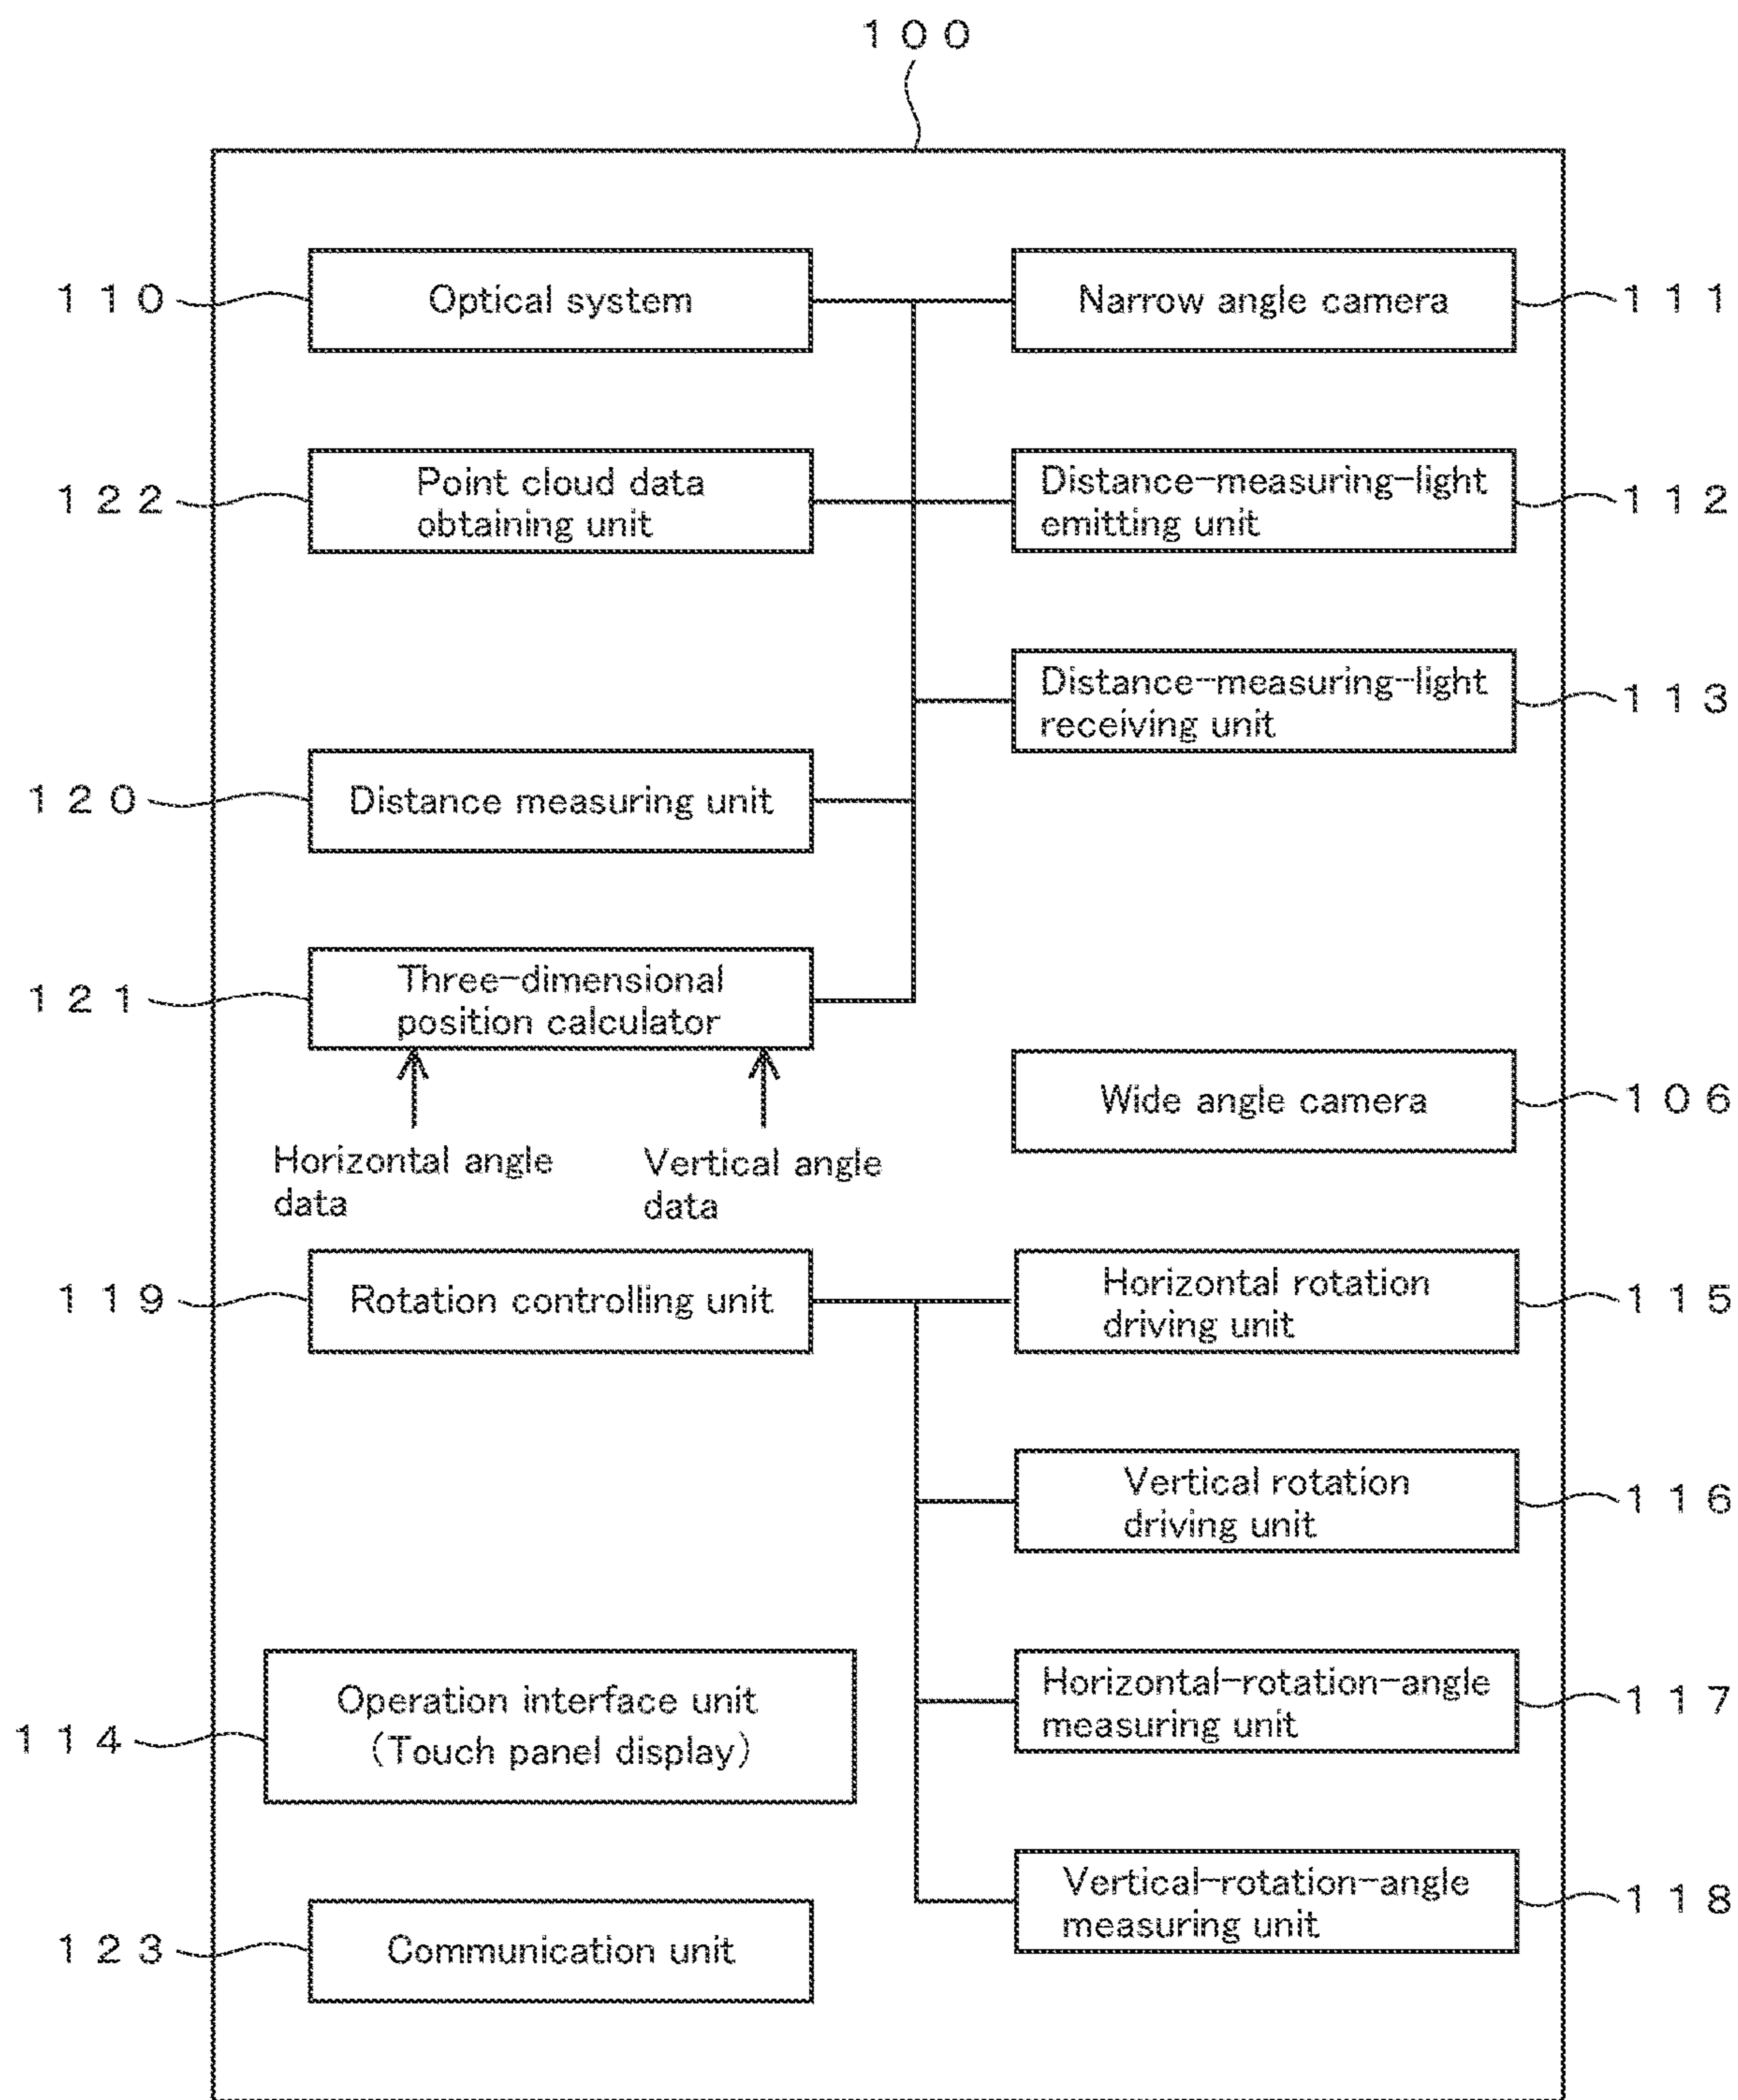 100
110
Optical system
Narrow angle camera
111
122
Point cloud data
obtaining unit
Distance-measuring-light
emitting unit
112
Distance-measuring-light
receiving unit
113
120
Distance measuring unit
121
Three-dimensional
position calculator
Wide angle camera
106
Horizontal angle
data
Vertical angle
data
119
Rotation controlling unit
Horizontal rotation
driving unit
115
Vertical rotation
driving unit
116
114
Operation interface unit
(Touch panel display)
Horizontal-rotation-angle
measuring unit
117
Vertical-rotation-angle
measuring unit
118
123
Communication unit